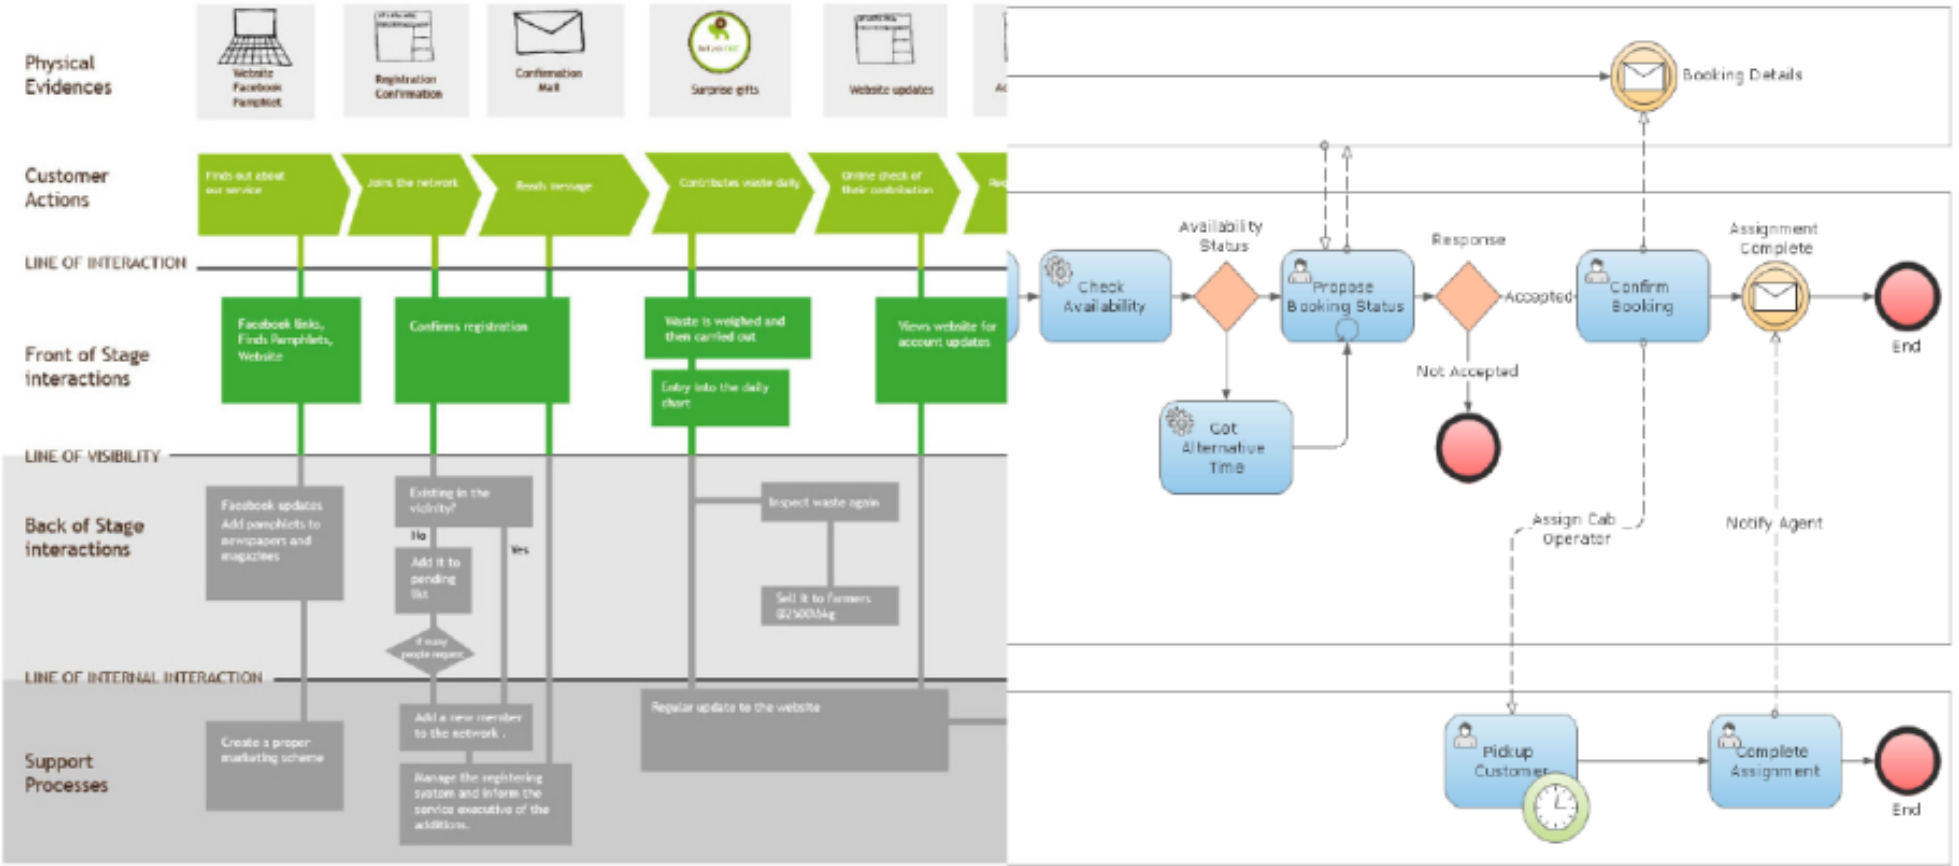 Physical
Evidences
Website
Facebook
Pamphlet
Registration
Confirmation
Confirmation
Mail
Surprise gifts
Website updates
Customer
Actions
Finds out about
our service
Joins the network
Reads message
Contributes waste daily
Online check of
their contribution
LINE OF INTERACTION
Front of Stage
interactions
Facebook links,
Finds Pamphlets,
Website
Confirms registration
Waste is weighed and
then carried out
Entry into the daily
chart
Views website for
account updates
LINE OF VISIBILITY
Back of Stage
interactions
Facebook updates
Add pamphlets to
newspapers and
magazines
Existing in the
vicinity?
No
Yes
Add it to
pending
list
If many
people request
Inspect waste again
Sell it to farmers
LINE OF INTERNAL INTERACTION
Support
Processes
Create a proper
marketing scheme
Add a new member
to the network .
Manage the registering
system and inform the
service executive of the
additions.
Regular update to the website
Booking Details
Check
Availability
Availability
Status
Propose
Booking Status
Response
Accepted
Not Accepted
Confirm
Booking
Assignment
Complete
End
Got
Alternative
Time
Assign Cab
Operator
Notify Agent
Pickup
Customer
Complete
Assignment
End